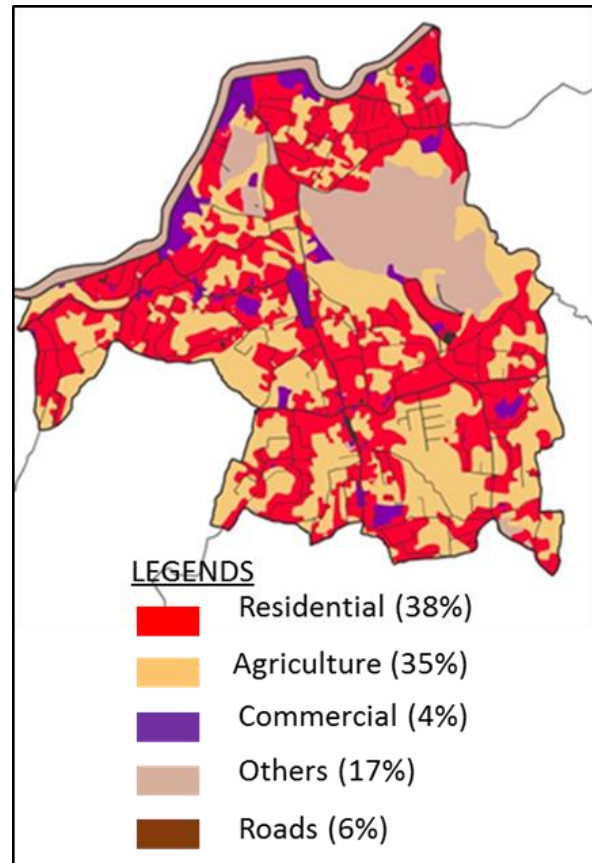 LEGENDS
Residential (38%)
Agriculture (35%)
Commercial (4%)
Others (17%)
Roads (6%)